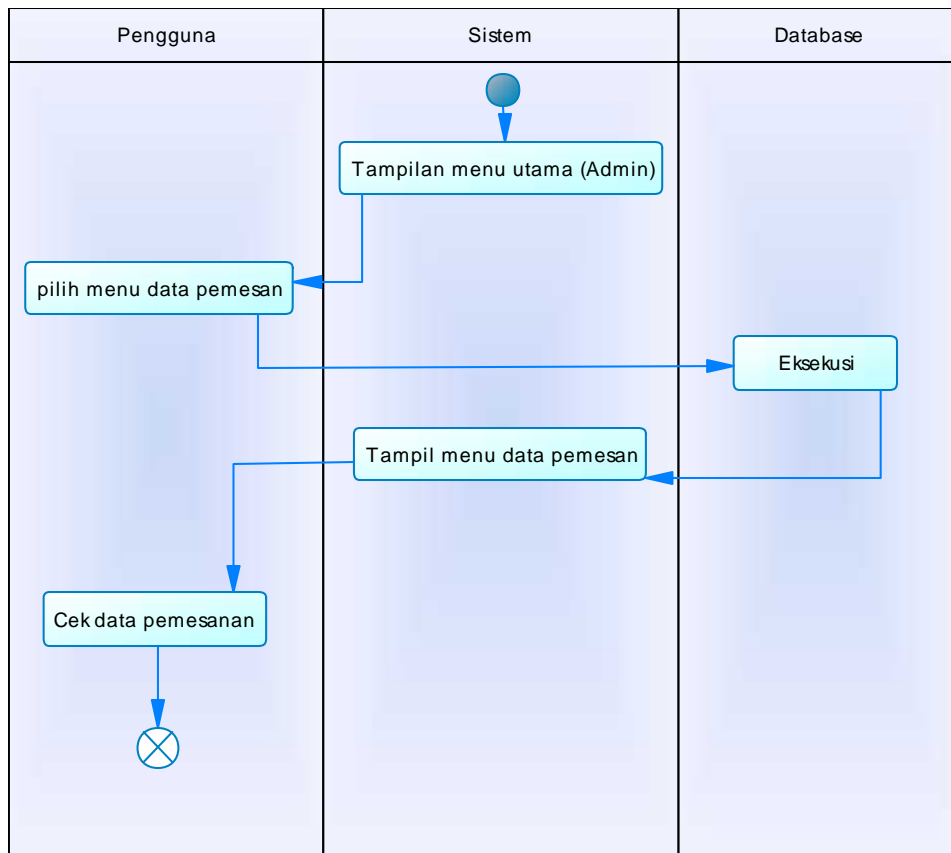 Pengguna
Sistem
Database
Tampilan menu utama (Admin)
pilih menu data pemesan
Eksekusi
Tampil menu data pemesan
Cek data pemesanan